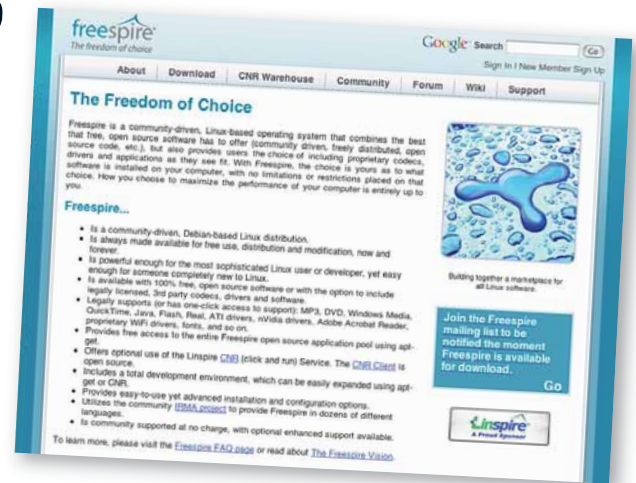 freespire
The freedom of choice
Google Search Go
Sign In | New Member Sign Up
About Download CNR Warehouse Community Forum Wiki Support
The Freedom of Choice
Freespire is a community-driven, Linux-based operating system that combines the best
that free, open source software has to offer (community driven, freely distributed, open
source code, etc.), but also provides users the choice of including proprietary codecs,
drivers and applications as they see fit. With Freespire, the choice is yours as to what
software is installed on your computer, with no limitations or restrictions placed on that
choice. How you choose to maximize the performance of your computer is entirely up to
you.
Freespire...
• Is a community-driven, Debian-based Linux distribution.
• Is always made available for free use, distribution and modification, now and
forever.
• Is powerful enough for the most sophisticated Linux user or developer, yet easy
enough for someone completely new to Linux.
• Is available with 100% free, open source software or with the option to include
legally licensed, 3rd party codecs, drivers and software.
• Legally supports (or has one-click access to support): MP3, DVD, Windows Media,
QuickTime, Java, Flash, Real, ATI drivers, nVidia drivers, Adobe Acrobat Reader,
proprietary WiFi drivers, fonts, and so on.
• Provides free access to the entire Freespire open source application pool using apt-
get.
• Offers optional use of the Linspire CNR (click and run) Service. The CNR Client is
open source.
• Includes a total development environment, which can be easily expanded using apt-
get or CNR.
• Provides easy-to-use yet advanced installation and configuration options.
• Utilizes the community IRMA project to provide Freespire in dozens of different
languages.
• Is community supported at no charge, with optional enhanced support available.
To learn more, please visit the Freespire FAQ page or read about The Freespire Vision.
Building together a marketplace for
all Linux software.
Join the Freespire
mailing list to be
notified the moment
Freespire is available
for download.
Go
Linspire
A Proud Sponsor